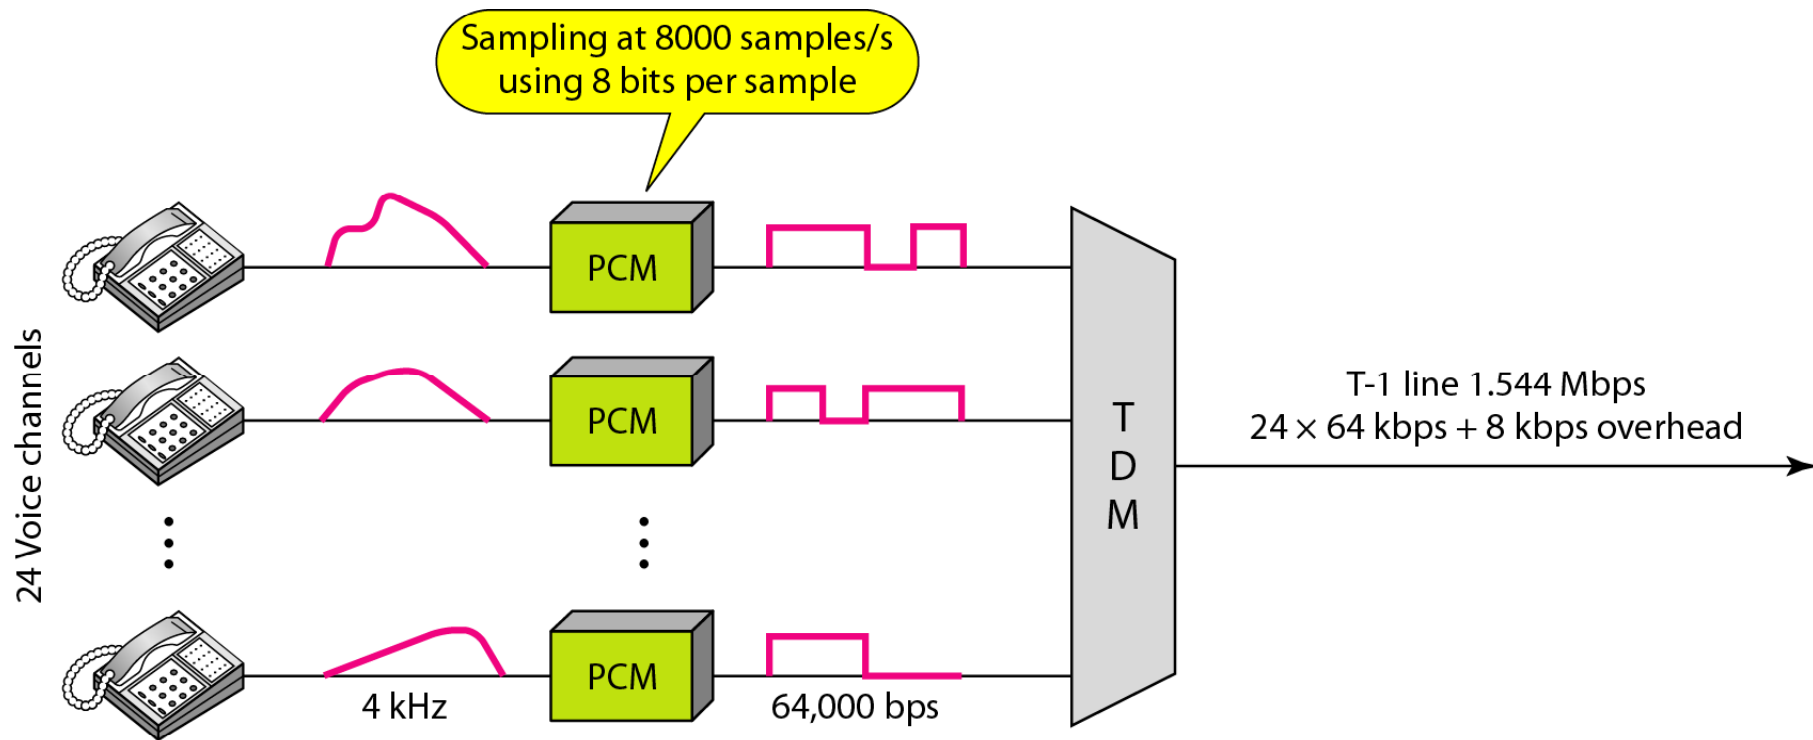 Sampling at 8000 samples/s
using 8 bits per sample
24 Voice channels
PCM
PCM
PCM
4 kHz
64,000 bps
T
D
M
T-1 line 1.544 Mbps
24 × 64 kbps + 8 kbps overhead